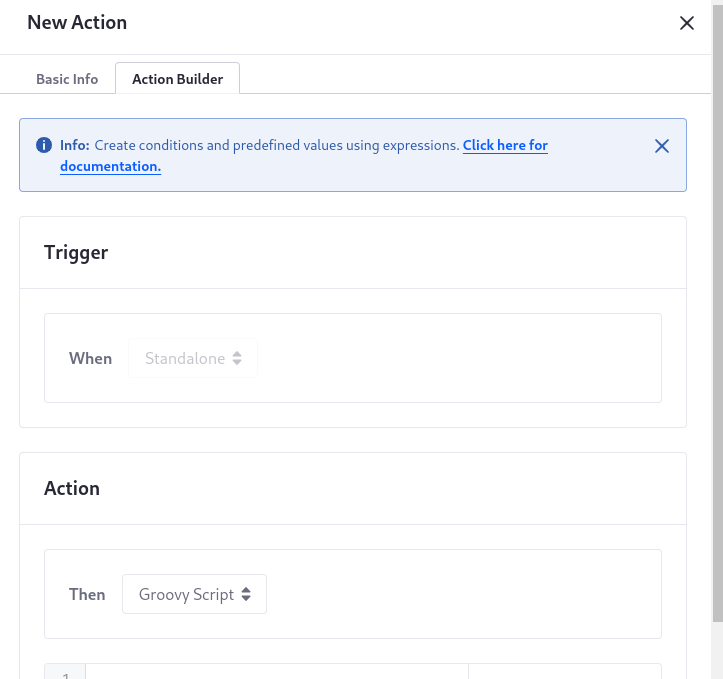 New Action
Basic Info
Action Builder
Info: Create conditions and predefined values using expressions. Click here for
documentation.
Trigger
When
Standalone
Action
Then
Groovy Script
1